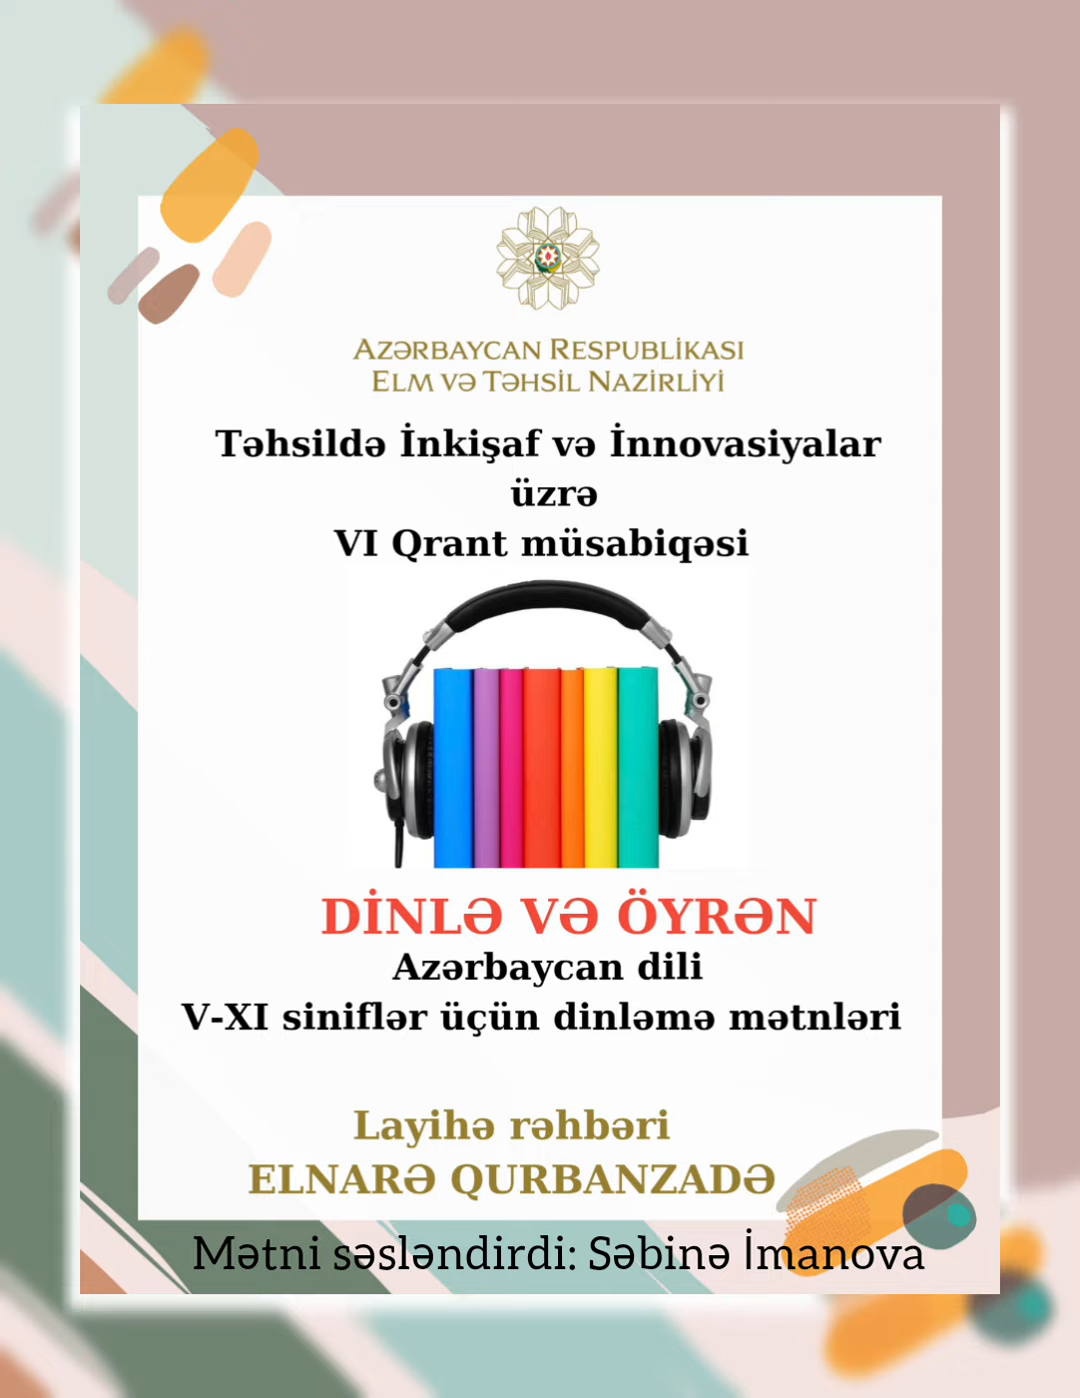 AZƏRBAYCAN RESPUBLİKASI
ELM VƏ TƏHSİL NAZİRLİYİ
Təhsildə İnkişaf və İnnovasiyalar
üzrə
VI Qrant müsabiqəsi
DİNLƏ VƏ ÖYRƏN
Azərbaycan dili
V-XI siniflər üçün dinləmə mətnləri
Layihə rəhbəri
ELNARƏ QURBANZADƏ
Mətni səsləndirdi: Səbinə İmanova